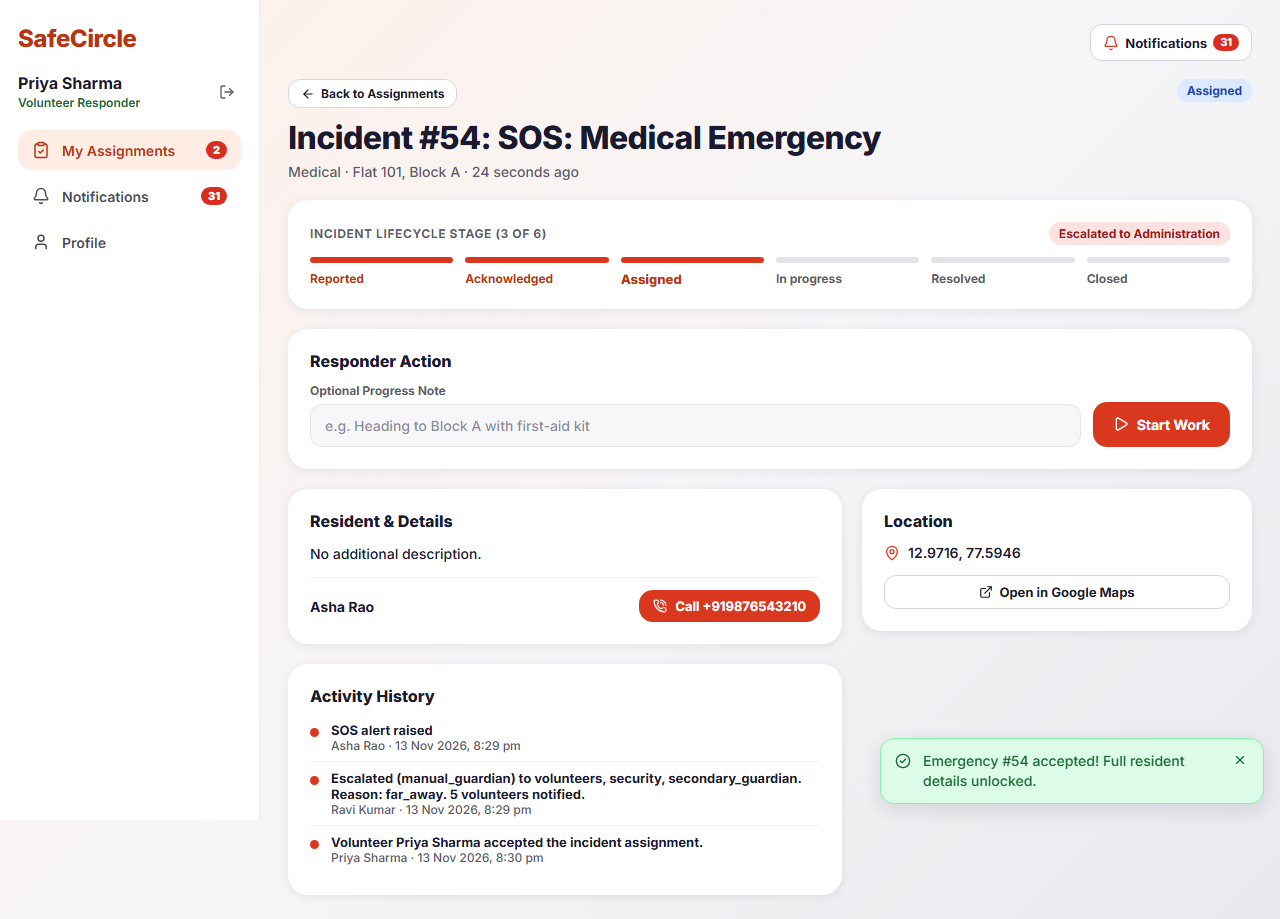 SafeCircle
Priya Sharma
Volunteer Responder
My Assignments 2
Notifications 31
Profile
Notifications 31
Back to Assignments
Assigned
Incident #54: SOS: Medical Emergency
Medical · Flat 101, Block A · 24 seconds ago
INCIDENT LIFECYCLE STAGE (3 OF 6)
Escalated to Administration
Reported Acknowledged Assigned In progress Resolved Closed
Responder Action
Optional Progress Note
e.g. Heading to Block A with first-aid kit
Start Work
Resident & Details
No additional description.
Asha Rao
Call +919876543210
Location
12.9716, 77.5946
Open in Google Maps
Activity History
SOS alert raised
Asha Rao · 13 Nov 2026, 8:29 pm
Escalated (manual_guardian) to volunteers, security, secondary_guardian.
Reason: far_away. 5 volunteers notified.
Ravi Kumar · 13 Nov 2026, 8:29 pm
Volunteer Priya Sharma accepted the incident assignment.
Priya Sharma · 13 Nov 2026, 8:30 pm
Emergency #54 accepted! Full resident
details unlocked.